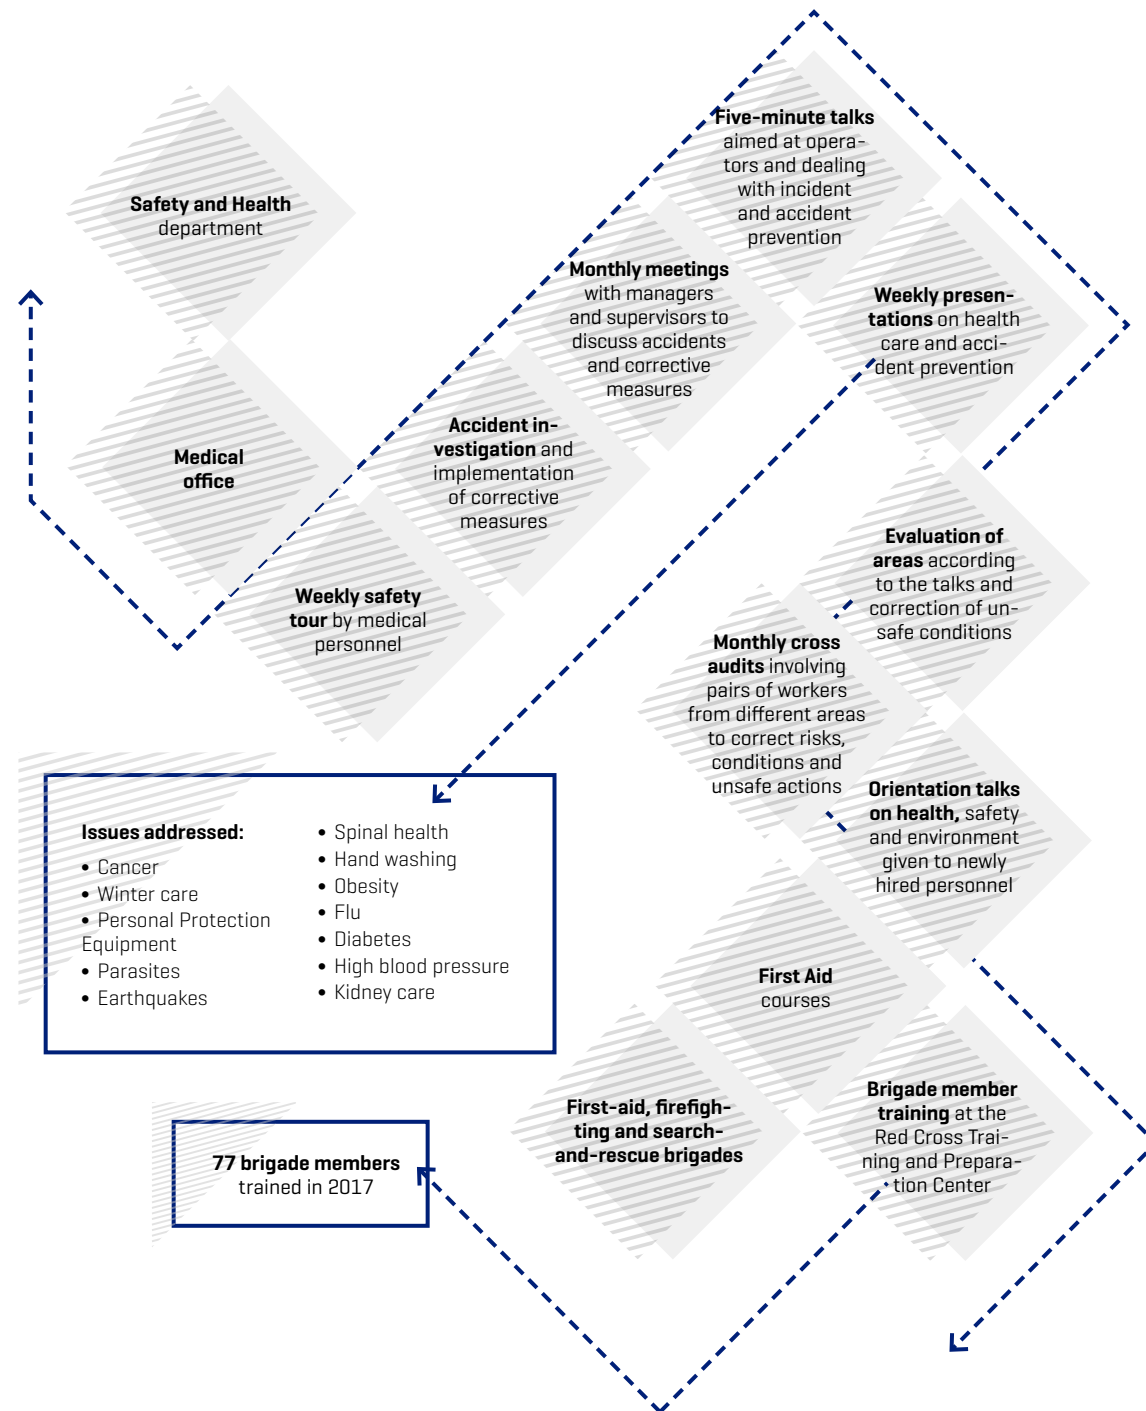 Safety and Health
department
Medical
office
Weekly safety
tour by medical
personnel
Accident in-
vestigation and
implementation
of corrective
measures
Monthly meetings
with managers
and supervisors to
discuss accidents
and corrective
measures
Five-minute talks
aimed at opera-
tors and dealing
with incident
and accident
prevention
Weekly presen-
tations on health
care and acci-
dent prevention
Evaluation of
areas according
to the talks and
correction of un-
safe conditions
Monthly cross
audits involving
pairs of workers
from different areas
to correct risks,
conditions and
unsafe actions
Orientation talks
on health, safety
and environment
given to newly
hired personnel
First Aid
courses
Brigade member
training at the
Red Cross Trai-
ning and Prepara-
tion Center
First-aid, firefigh-
ting and search-
and-rescue brigades
Issues addressed:
• Cancer
• Winter care
• Personal Protection
Equipment
• Parasites
• Earthquakes
• Spinal health
• Hand washing
• Obesity
• Flu
• Diabetes
• High blood pressure
• Kidney care
77 brigade members
trained in 2017